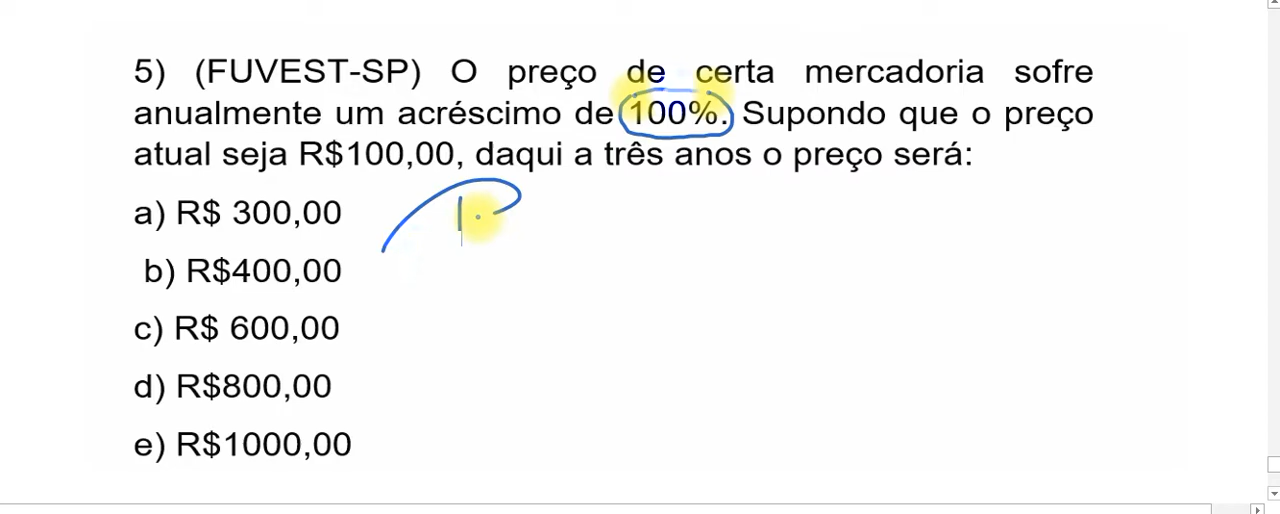 5) (FUVEST-SP) O preço de certa mercadoria sofre
anualmente um acréscimo de 100%. Supondo que o preço
atual seja R$100,00, daqui a três anos o preço será:
a) R$ 300,00
b) R$400,00
c) R$ 600,00
d) R$800,00
e) R$1000,00